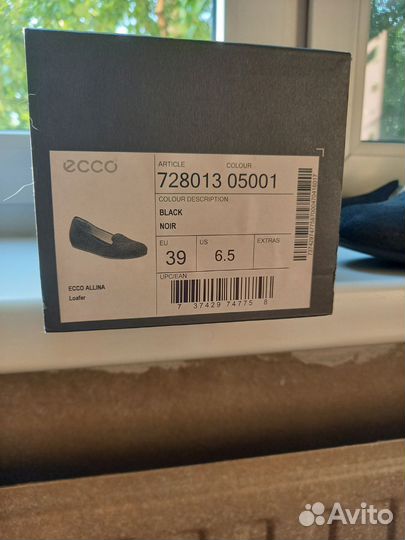 ecco
ARTICLE COLOUR
728013 05001
COLOUR DESCRIPTION
BLACK
NOIR
EU US EXTRAS
39 6.5
UPC/EAN
7 37429 74775 8
ECCO ALLINA
Loafer
Avito